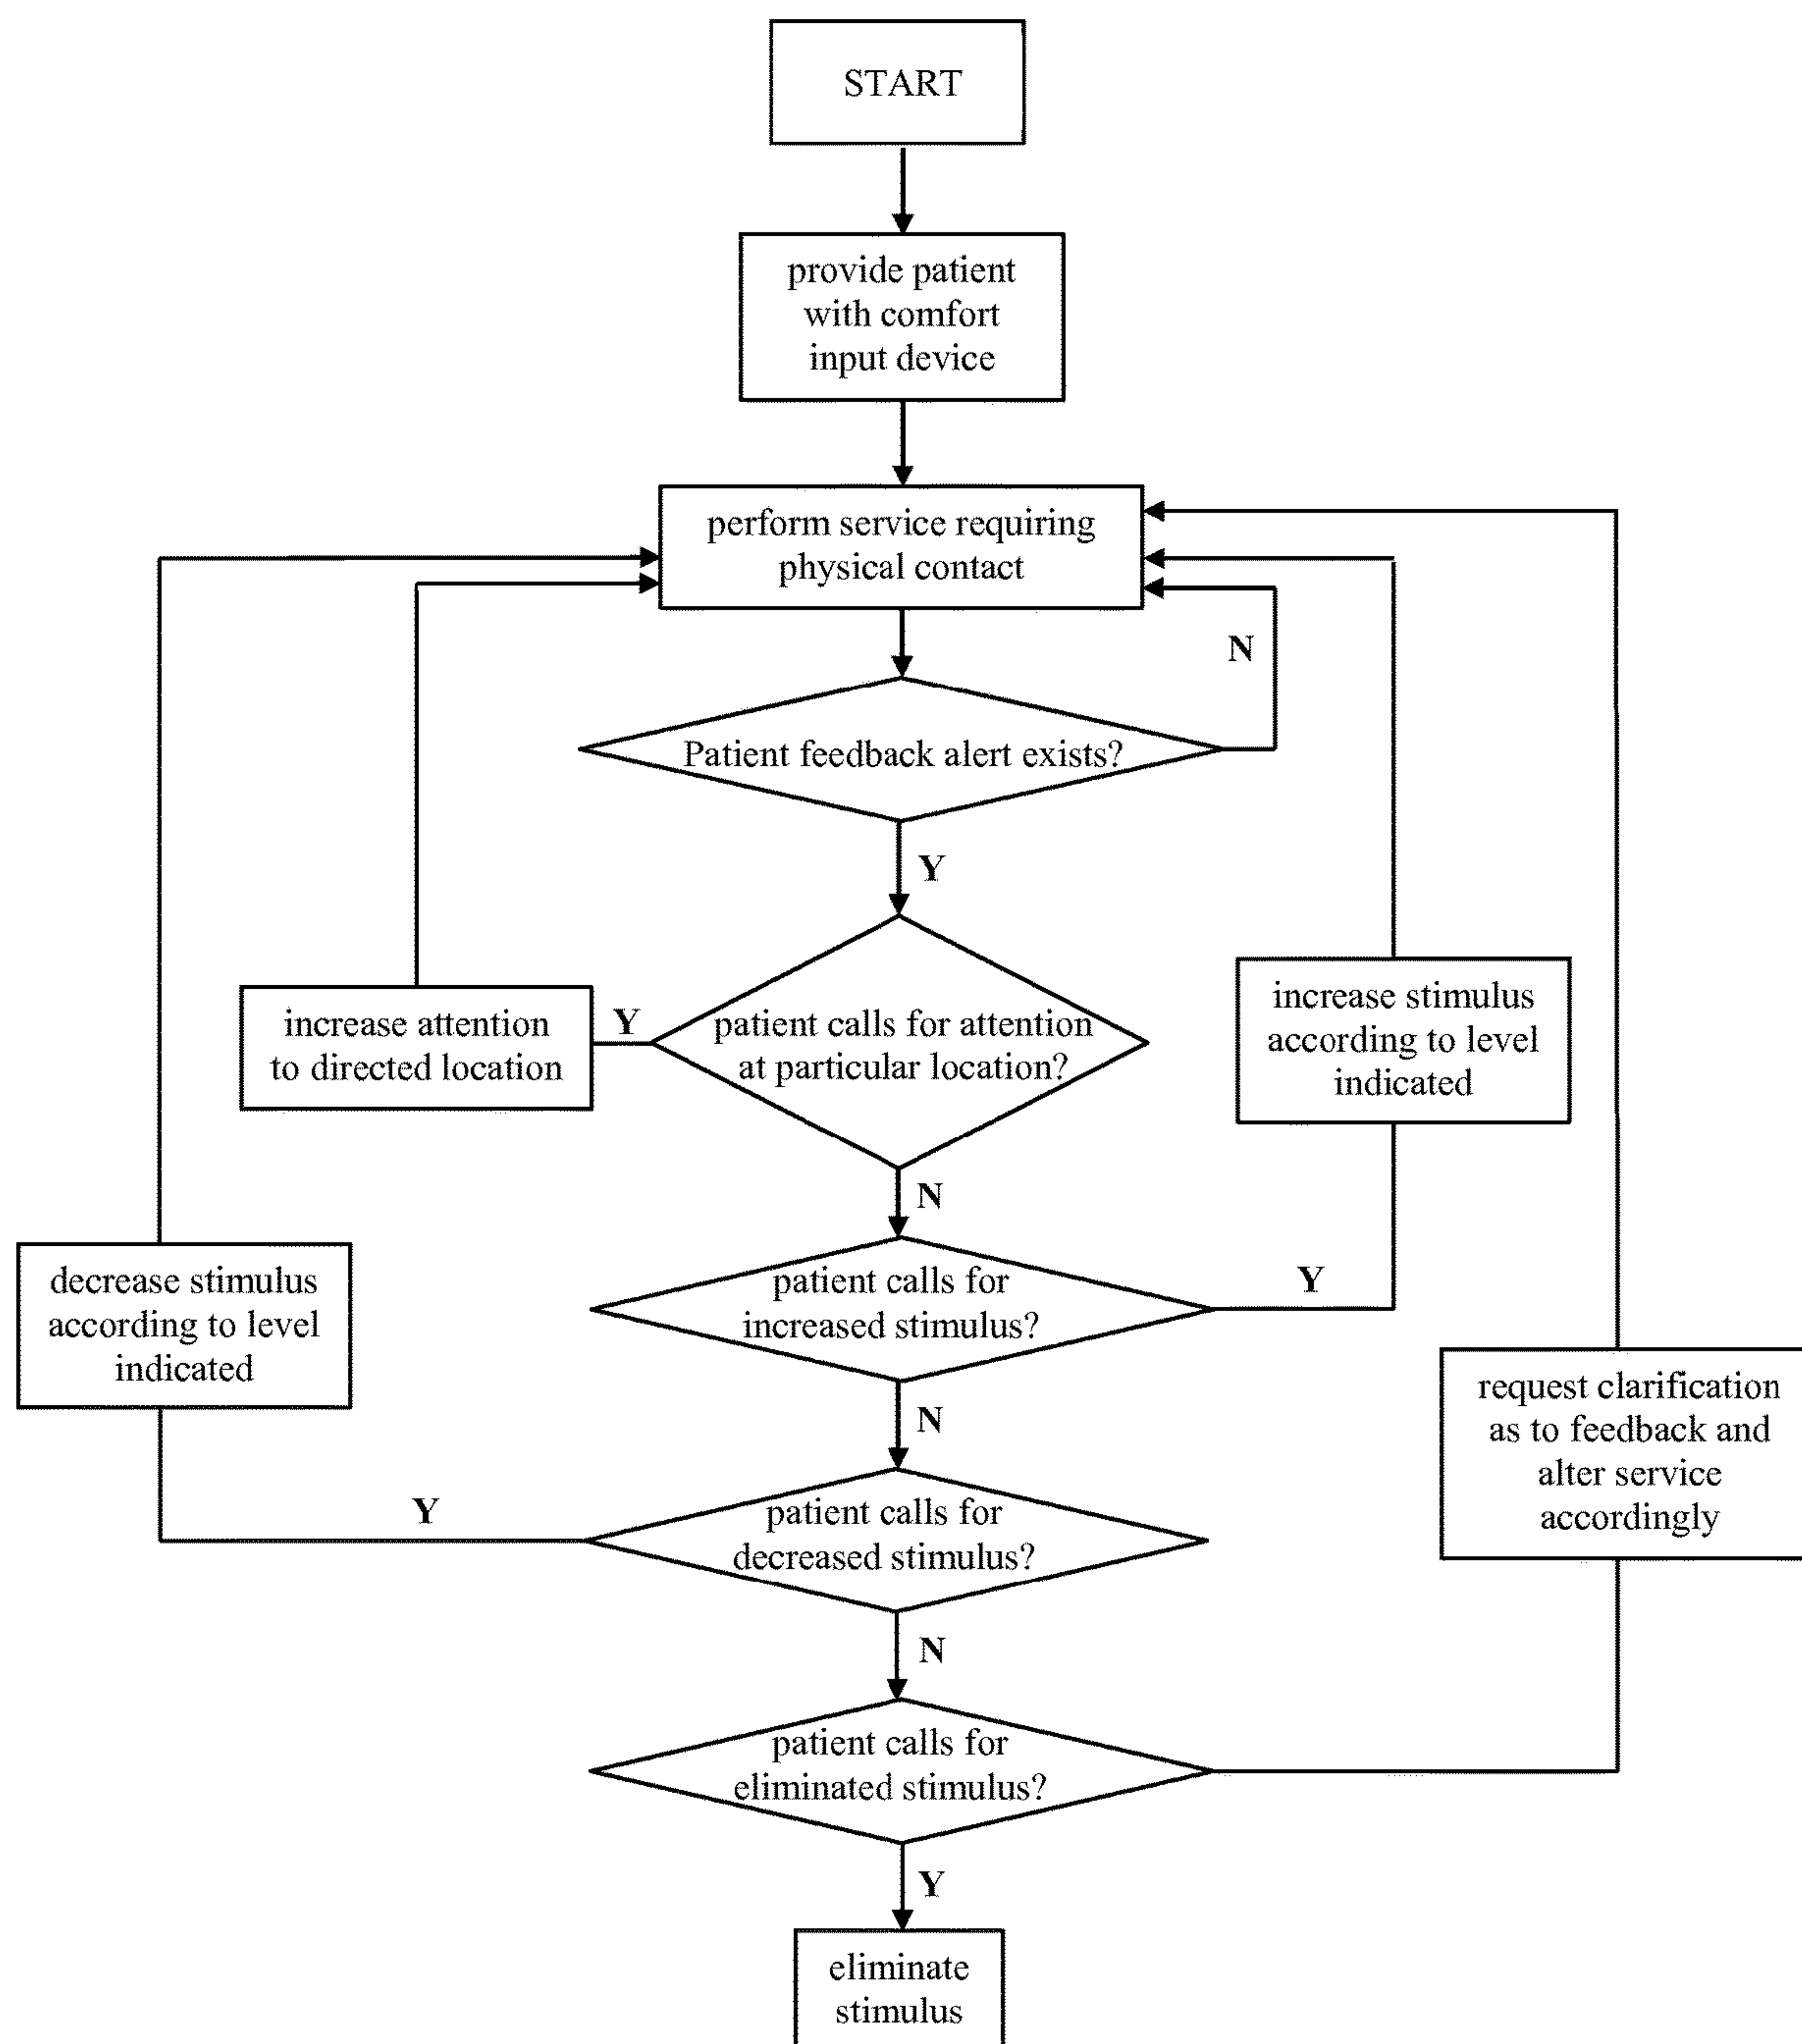 START
provide patient
with comfort
input device
perform service requiring
physical contact
N
Patient feedback alert exists?
Y
increase attention
to directed location
Y
patient calls for attention
at particular location?
increase stimulus
according to level
indicated
N
decrease stimulus
according to level
indicated
patient calls for
increased stimulus?
Y
request clarification
as to feedback and
alter service
accordingly
N
Y
patient calls for
decreased stimulus?
N
patient calls for
eliminated stimulus?
Y
eliminate
stimulus